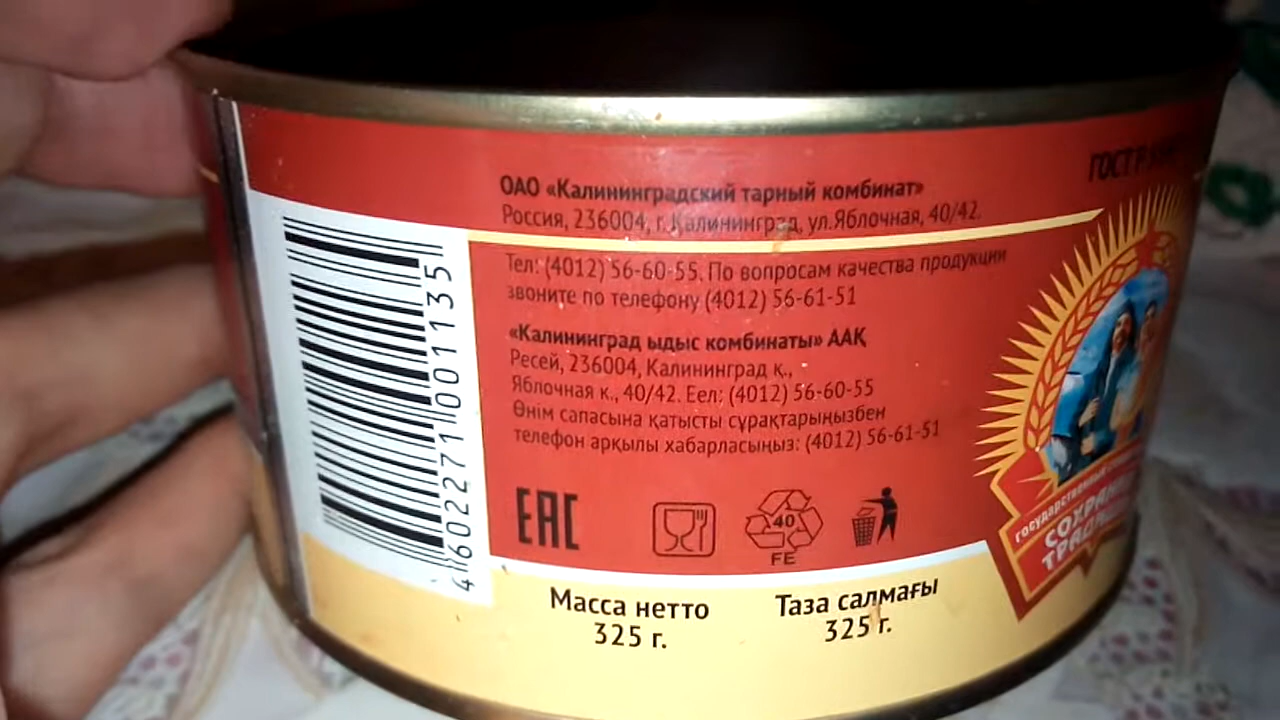 ГОСТ Р
ОАО «Калининградский тарный комбинат»
Россия, 236004, г. Калининград, ул.Яблочная, 40/42.
Тел: (4012) 56-60-55. По вопросам качества продукции
звоните по телефону (4012) 56-61-51
«Калининград ыдыс комбинаты» ААҚ
Ресей, 236004, Калининград қ.,
Яблочная к., 40/42. Еел: (4012) 56-60-55
Өнім сапасына қатысты сұрақтарыңызбен
телефон арқылы хабарласыңыз: (4012) 56-61-51
4 602271 001135
EAC
40
FE
Масса нетто
325 г.
Таза салмағы
325 г.